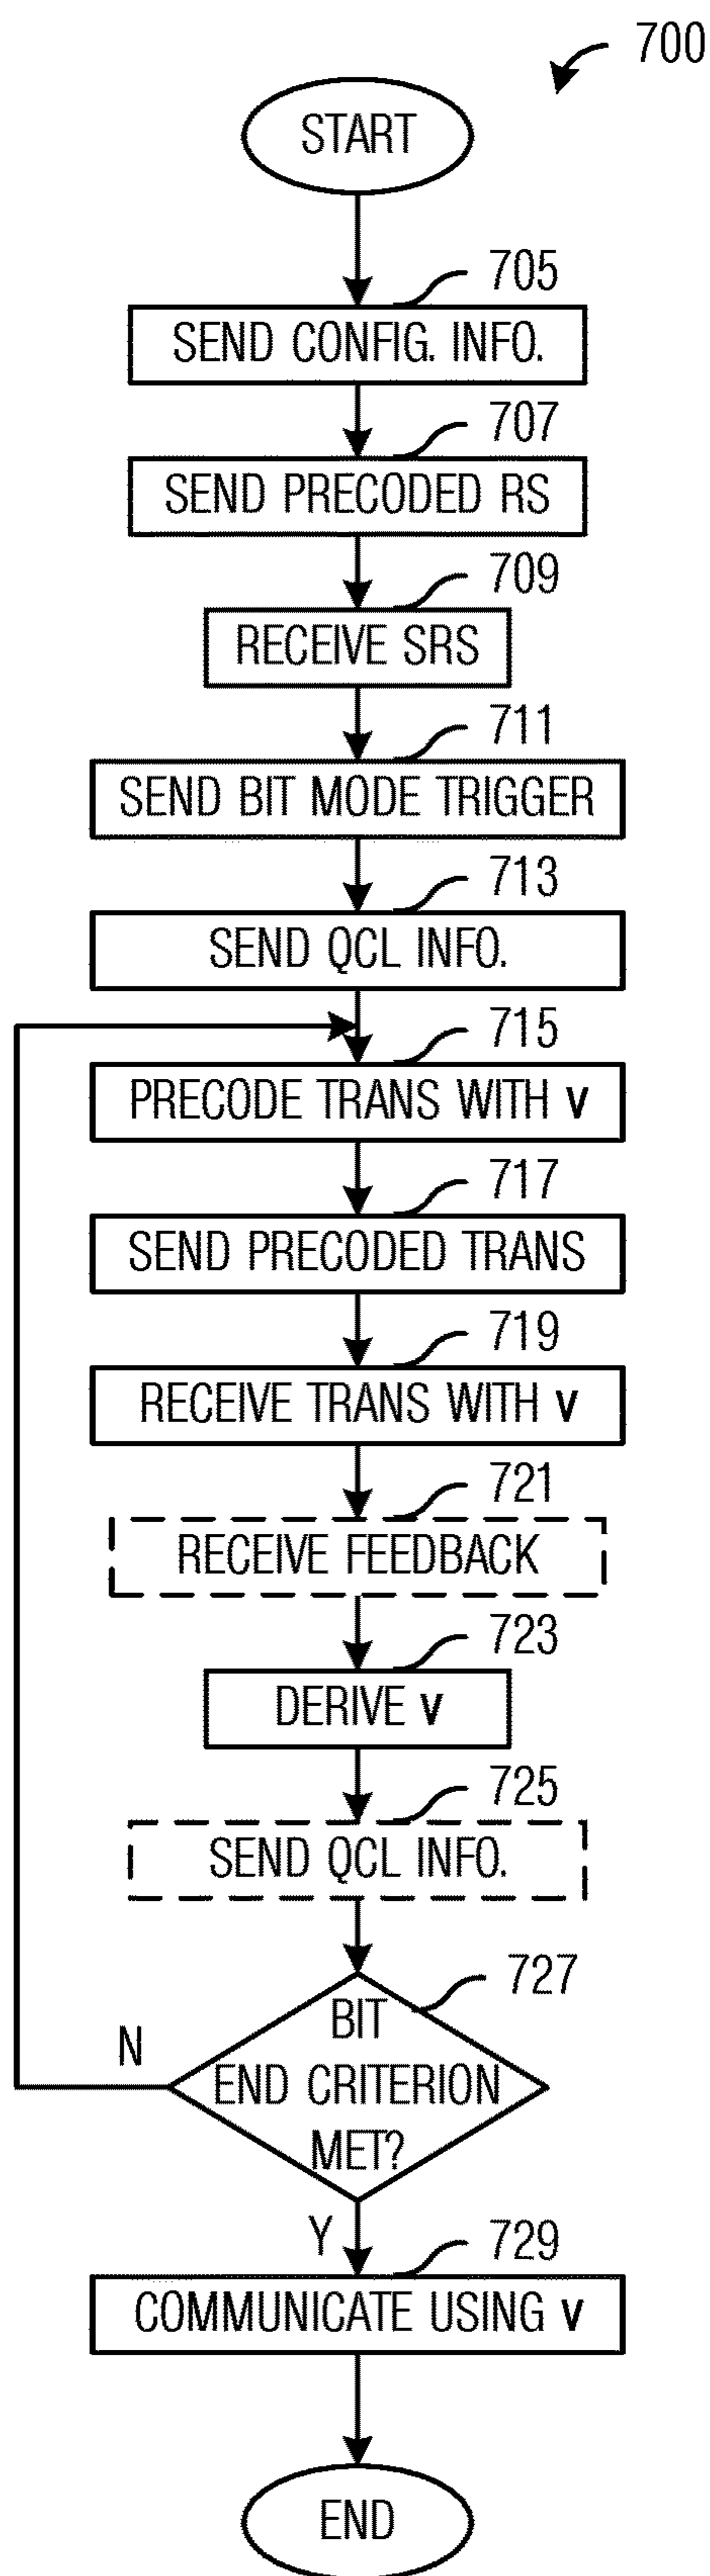 700
START
705
SEND CONFIG. INFO.
707
SEND PRECODED RS
709
RECEIVE SRS
711
SEND BIT MODE TRIGGER
713
SEND QCL INFO.
715
PRECODE TRANS WITH v
717
SEND PRECODED TRANS
719
RECEIVE TRANS WITH v
721
RECEIVE FEEDBACK
723
DERIVE v
725
SEND QCL INFO.
727
BIT
N
END CRITERION
MET?
Y
729
COMMUNICATE USING v
END